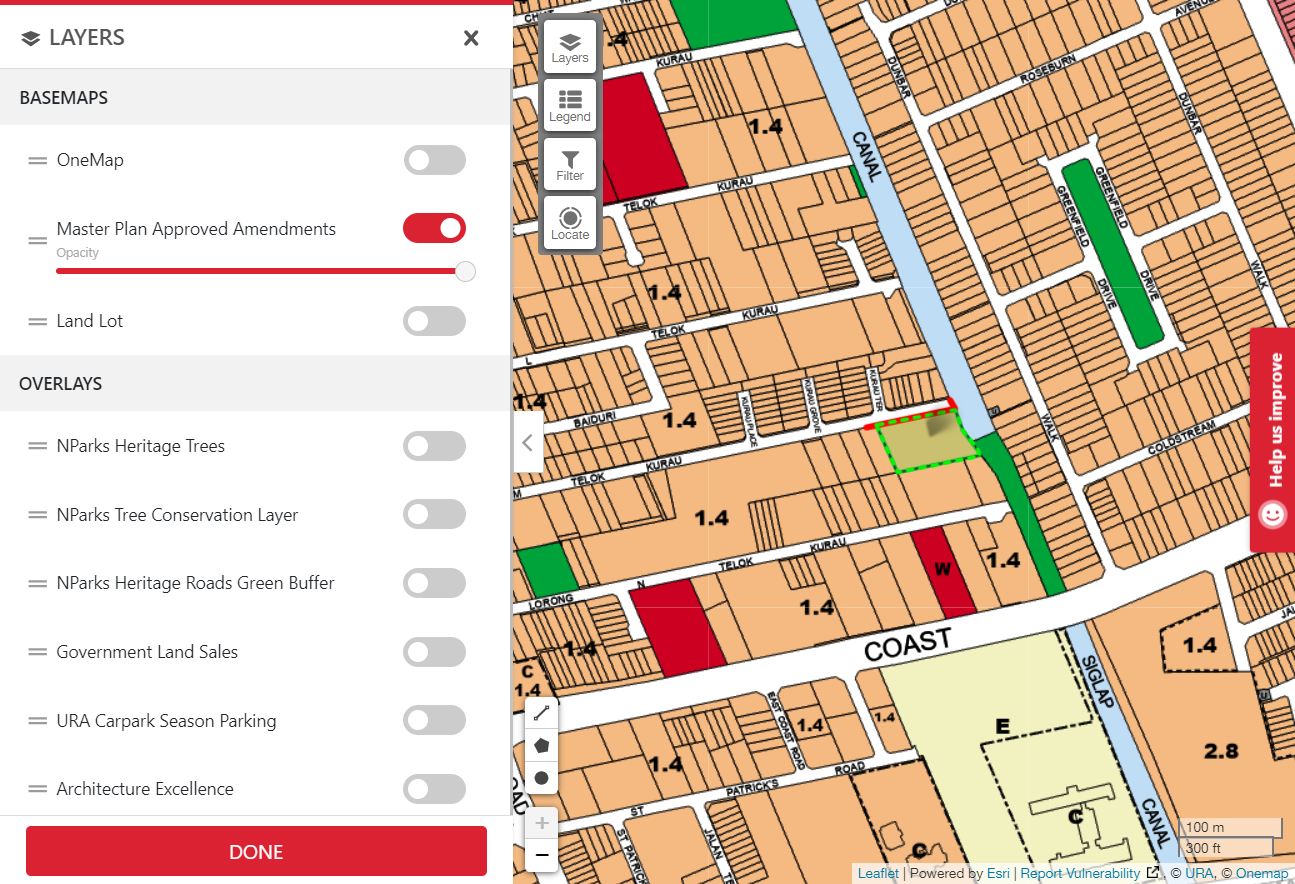 LAYERS
BASEMAPS
OneMap
Master Plan Approved Amendments
Opacity
Land Lot
OVERLAYS
NParks Heritage Trees
NParks Tree Conservation Layer
NParks Heritage Roads Green Buffer
Government Land Sales
URA Carpark Season Parking
Architecture Excellence
DONE
Layers
Legend
Filter
Locate
KURAU
1.4
TELOK
KURAU
CANAL
DUNBAR
ROSEBURN
AVENUE
DUNBAR
WALK
GREENFIELD
DRIVE
GREENFIELD
DRIVE
1.4
TELOK
KURAU
L
1.4
BAIDURI
1.4
KURAU PLACE
KURAU GROVE
KURAU TER
WALK
COLDSTREAM
M
TELOK
KURAU
1.4
LORONG
N
TELOK
KURAU
W
1.4
1.4
1.4
C
1.4
COAST
1.4
SIGLAP
CANAL
2.8
E
C
C
EAST COAST ROAD
1.4
1.4
1.4
ST
PATRICK'S
ROAD
ST PATRICK'S
JALAN
Help us improve
100 m
300 ft
Leaflet | Powered by Esri | Report Vulnerability , © URA, © Onemap